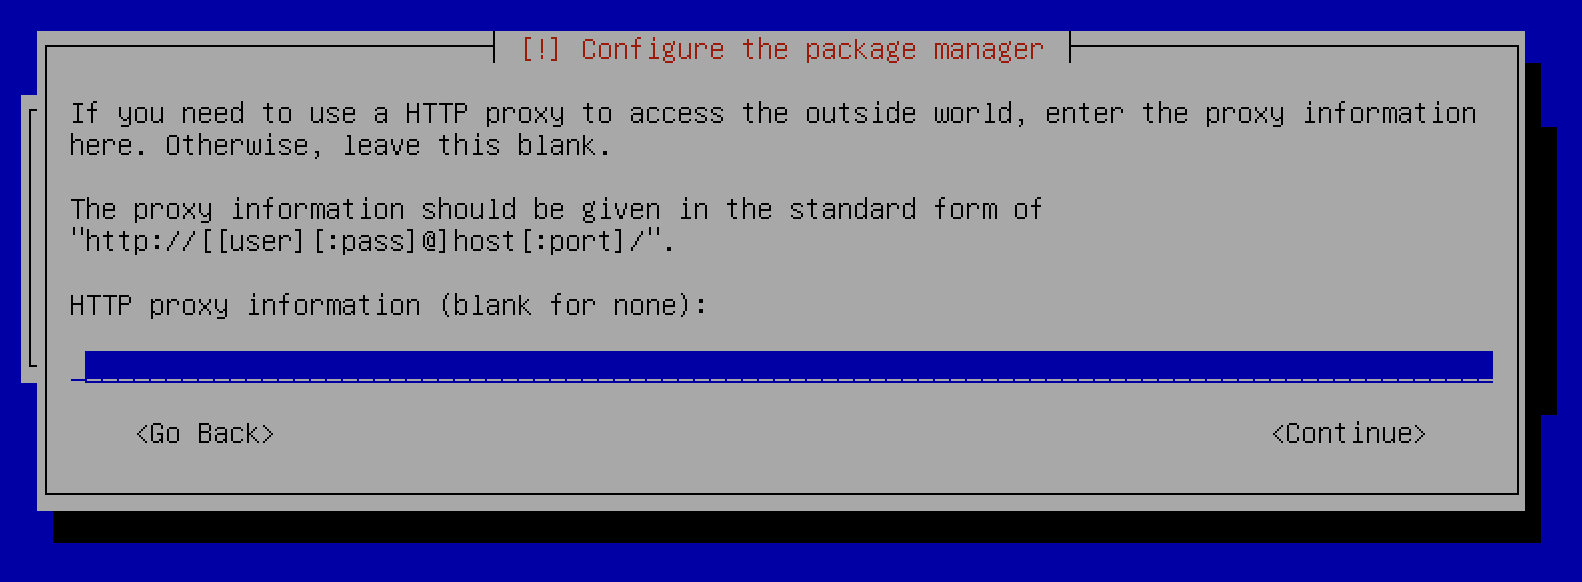 [!] Configure the package manager
If you need to use a HTTP proxy to access the outside world, enter the proxy information
here. Otherwise, leave this blank.
The proxy information should be given in the standard form of
"http://[[user][:pass]@]host[:port]/".
HTTP proxy information (blank for none):
<Go Back> <Continue>